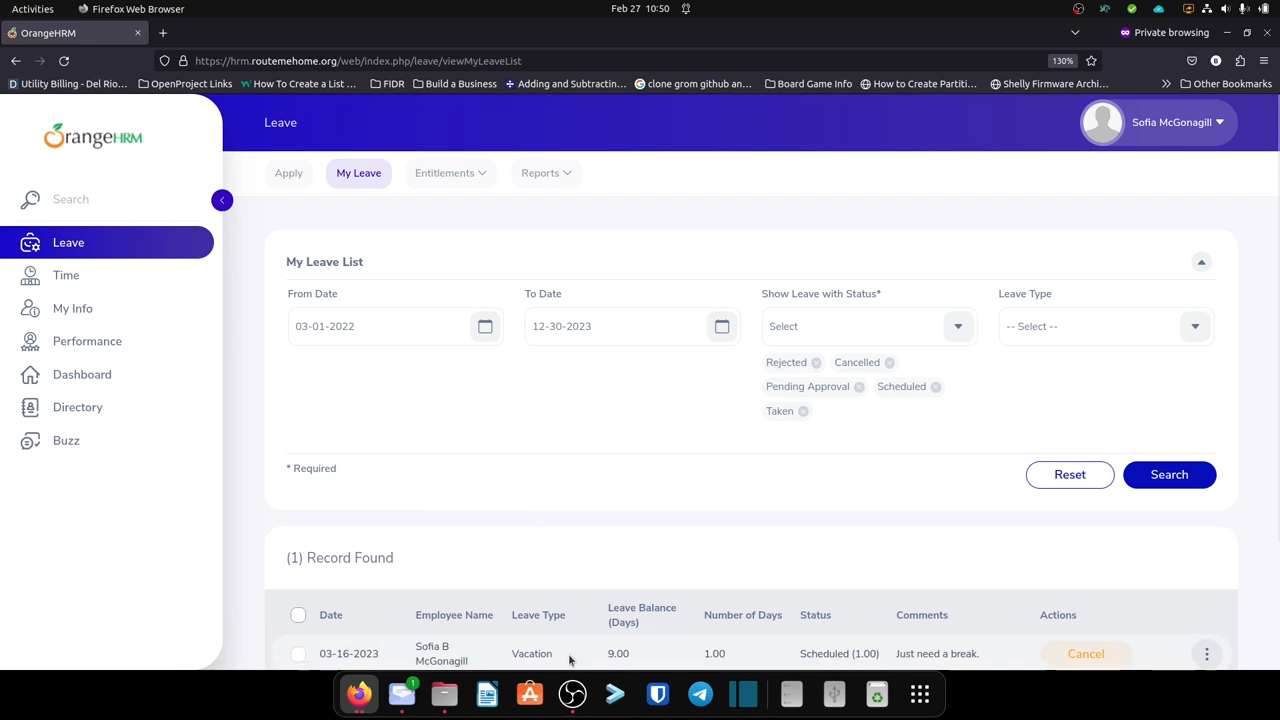 Activities Firefox Web Browser Feb 27 10:50
OrangeHRM Private browsing
https://hrm.routemehome.org/web/index.php/leave/viewMyLeaveList 130%
Utility Billing - Del Rio... OpenProject Links How To Create a List ... FIDR Build a Business Adding and Subtractin... clone grom github an... Board Game Info How to Create Partiti... Shelly Firmware Archi... Other Bookmarks
OrangeHRM
Search
Leave
Time
My Info
Performance
Dashboard
Directory
Buzz
Leave
Sofia McGonagill
Apply My Leave Entitlements Reports
My Leave List
From Date To Date Show Leave with Status* Leave Type
03-01-2022 12-30-2023 Select -- Select --
Rejected Cancelled
Pending Approval Scheduled
Taken
* Required
Reset Search
(1) Record Found
Date Employee Name Leave Type Leave Balance (Days) Number of Days Status Comments Actions
03-16-2023 Sofia B McGonagill Vacation 9.00 1.00 Scheduled (1.00) Just need a break. Cancel
1